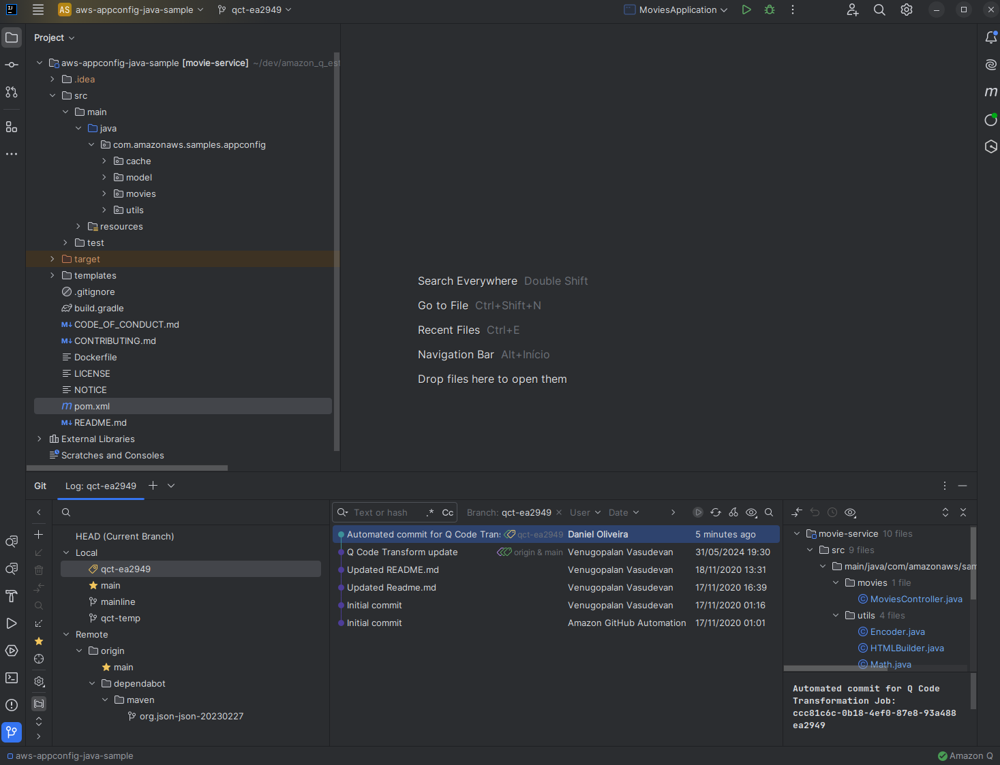 AS aws-appconfig-java-sample qct-ea2949 MoviesApplication
Project
aws-appconfig-java-sample [movie-service] ~/dev/amazon_q_est
.idea
src
main
java
com.amazonaws.samples.appconfig
cache
model
movies
utils
resources
test
target
templates
.gitignore
build.gradle
CODE_OF_CONDUCT.md
CONTRIBUTING.md
Dockerfile
LICENSE
NOTICE
pom.xml
README.md
External Libraries
Scratches and Consoles
Search Everywhere Double Shift
Go to File Ctrl+Shift+N
Recent Files Ctrl+E
Navigation Bar Alt+Início
Drop files here to open them
Git Log: qct-ea2949
HEAD (Current Branch)
Local
qct-ea2949
main
mainline
qct-temp
Remote
origin
main
dependabot
maven
org.json-json-20230227
Text or hash .* Cc Branch: qct-ea2949 × User Date
Automated commit for Q Code Tran: qct-ea2949 Daniel Oliveira 5 minutes ago
Q Code Transform update origin & main Venugopalan Vasudevan 31/05/2024 19:30
Updated README.md Venugopalan Vasudevan 18/11/2020 13:31
Updated Readme.md Venugopalan Vasudevan 17/11/2020 16:39
Initial commit Venugopalan Vasudevan 17/11/2020 01:16
Initial commit Amazon GitHub Automation 17/11/2020 01:01
movie-service 10 files
src 9 files
main/java/com/amazonaws/sam
movies 1 file
MoviesController.java
utils 4 files
Encoder.java
HTMLBuilder.java
Math.java
Automated commit for Q Code
Transformation Job:
ccc81c6c-0b18-4ef0-87e8-93a488
ea2949
aws-appconfig-java-sample
Amazon Q